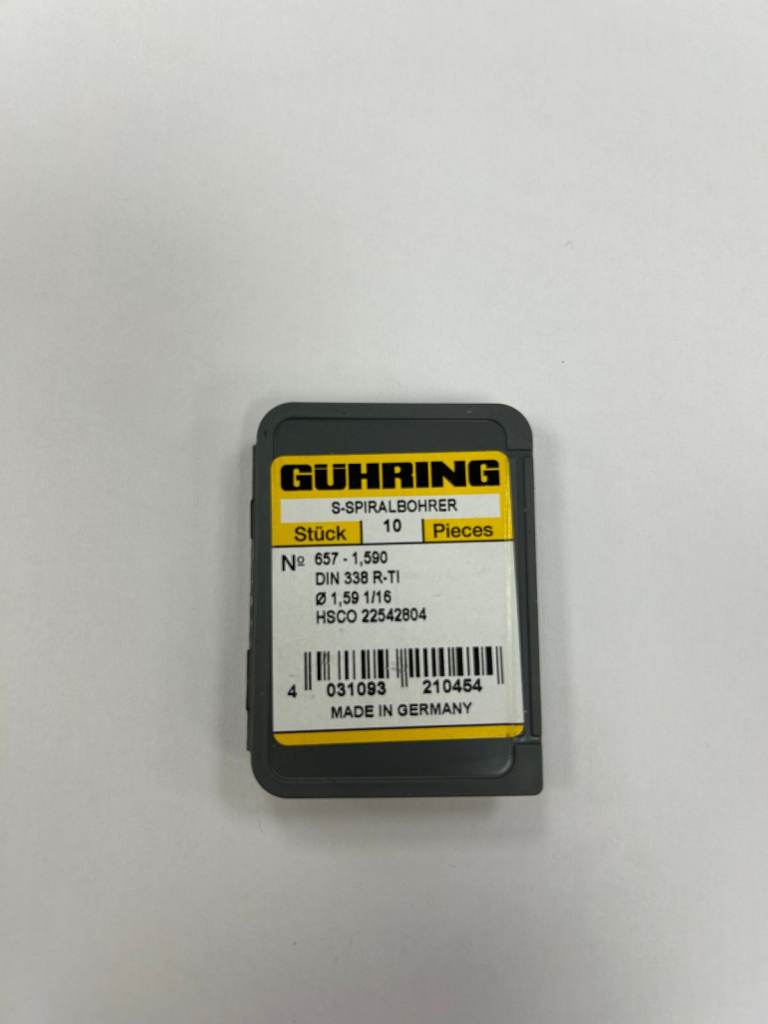 GÜHRING
S-SPIRALBOHRER
Stück 10 Pieces
Nº 657 - 1,590
DIN 338 R-TI
Ø 1,59 1/16
HSCO 22542804
4 031093 210454
MADE IN GERMANY